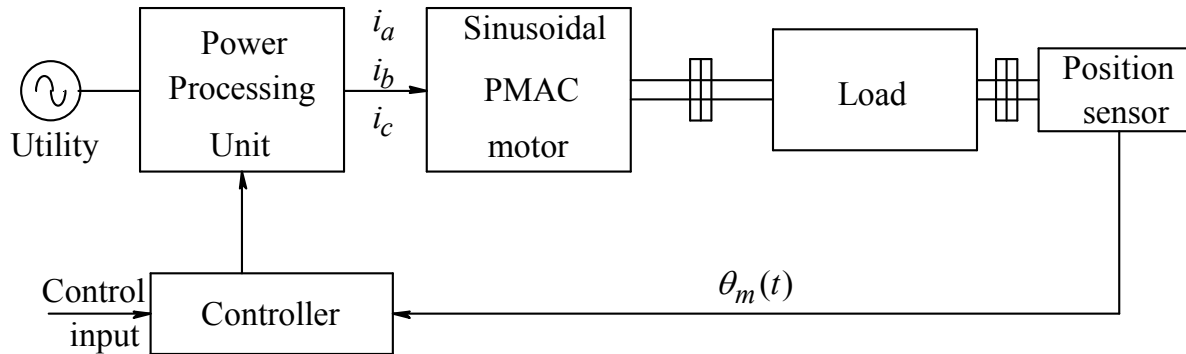 Utility
Power
Processing
Unit
i_a
i_b
i_c
Sinusoidal
PMAC
motor
Load
Position
sensor
θ_m(t)
Control
input
Controller